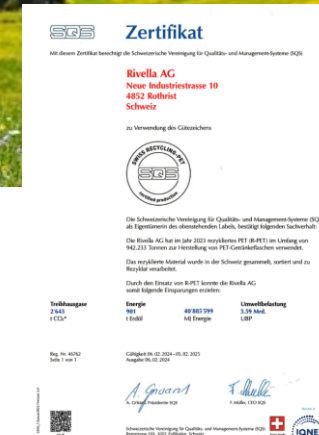 SQS
Zertifikat
Mit diesem Zertifikat berechtigt die Schweizerische Vereinigung für Qualitäts- und Management-Systeme (SQS)
Rivella AG
Neue Industriestrasse 10
4852 Rothrist
Schweiz
zu Verwendung des Gütezeichens
SWISS RECYCLING-PET
SQS
certified production
Die Schweizerische Vereinigung für Qualitäts- und Management-Systeme (SQ
als Eigentümerin des obenstehenden Labels, bestätigt folgenden Sachverhalt:
Die Rivella AG hat im Jahr 2023 rezykliertes PET (R-PET) im Umfang von
942.233 Tonnen zur Herstellung von PET-Getränkeflaschen verwendet.
Das rezyklierte Material wurde in der Schweiz gesammelt, sortiert und zu
Rezyklat verarbeitet.
Durch den Einsatz von R-PET konnte die Rivella AG
somit folgende Einsparungen erzielen:
Treibhausgase Energie Umweltbelastung
2'643 901 40'885'599 3.59 Mrd.
t CO₂* t Erdöl MJ Energie UBP
Reg. Nr. 46762 Gültigkeit 06. 02. 2024–05. 02. 2025
Seite 1 von 1 Ausgabe 06. 02. 2024
A. Grisard, Präsidentin SQS F. Müller, CEO SQS
Schweizerische Vereinigung für Qualitäts- und Management-Systeme (SQS)
IQNE